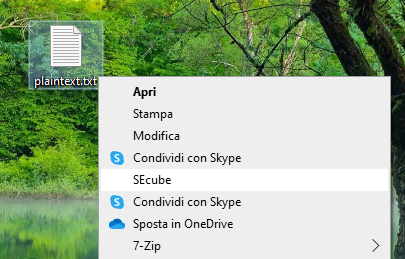 plaintext.txt
Apri
Stampa
Modifica
Condividi con Skype
SEcube
Condividi con Skype
Sposta in OneDrive
7-Zip